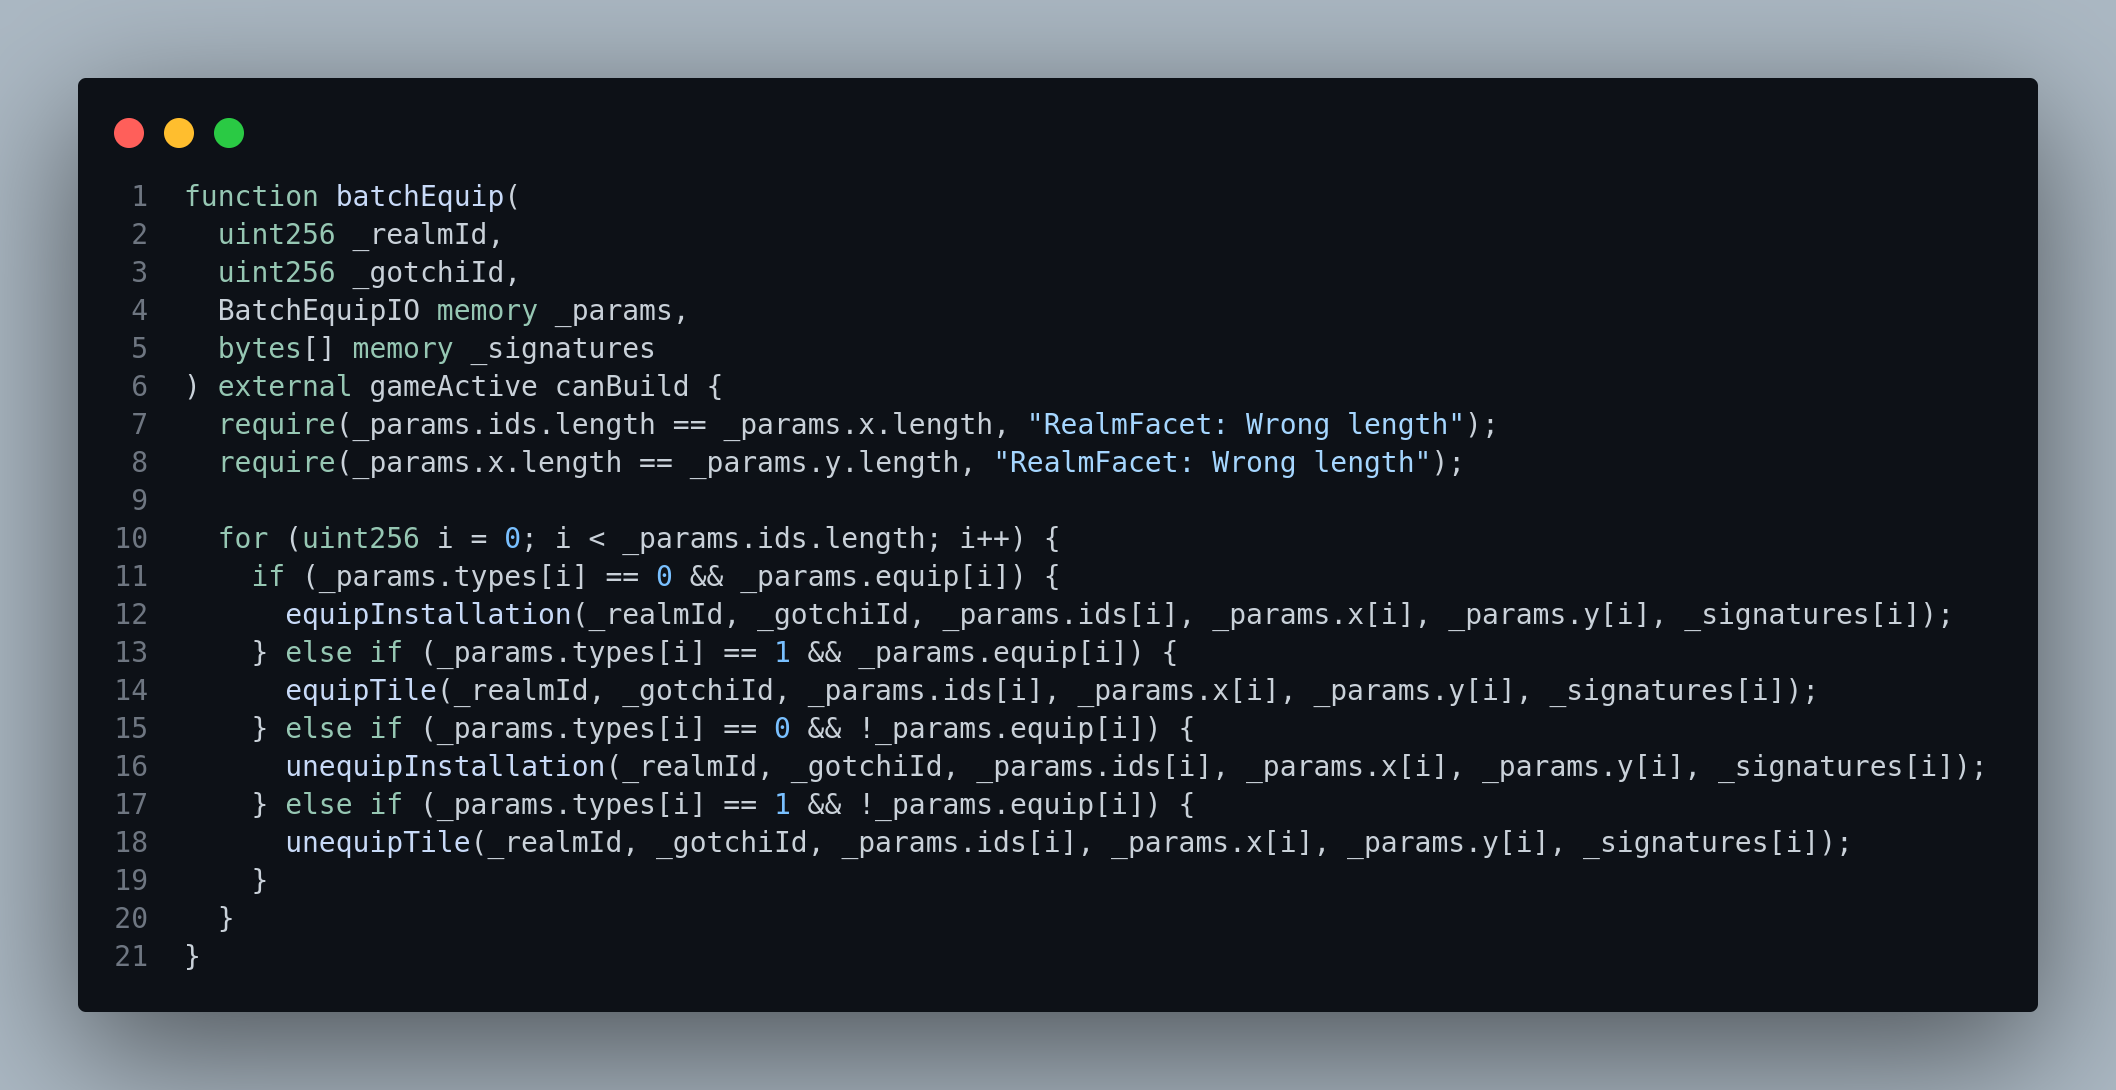 1 function batchEquip(
2   uint256 _realmId,
3   uint256 _gotchiId,
4   BatchEquipIO memory _params,
5   bytes[] memory _signatures
6 ) external gameActive canBuild {
7   require(_params.ids.length == _params.x.length, "RealmFacet: Wrong length");
8   require(_params.x.length == _params.y.length, "RealmFacet: Wrong length");
9
10   for (uint256 i = 0; i < _params.ids.length; i++) {
11     if (_params.types[i] == 0 && _params.equip[i]) {
12       equipInstallation(_realmId, _gotchiId, _params.ids[i], _params.x[i], _params.y[i], _signatures[i]);
13     } else if (_params.types[i] == 1 && _params.equip[i]) {
14       equipTile(_realmId, _gotchiId, _params.ids[i], _params.x[i], _params.y[i], _signatures[i]);
15     } else if (_params.types[i] == 0 && !_params.equip[i]) {
16       unequipInstallation(_realmId, _gotchiId, _params.ids[i], _params.x[i], _params.y[i], _signatures[i]);
17     } else if (_params.types[i] == 1 && !_params.equip[i]) {
18       unequipTile(_realmId, _gotchiId, _params.ids[i], _params.x[i], _params.y[i], _signatures[i]);
19     }
20   }
21 }